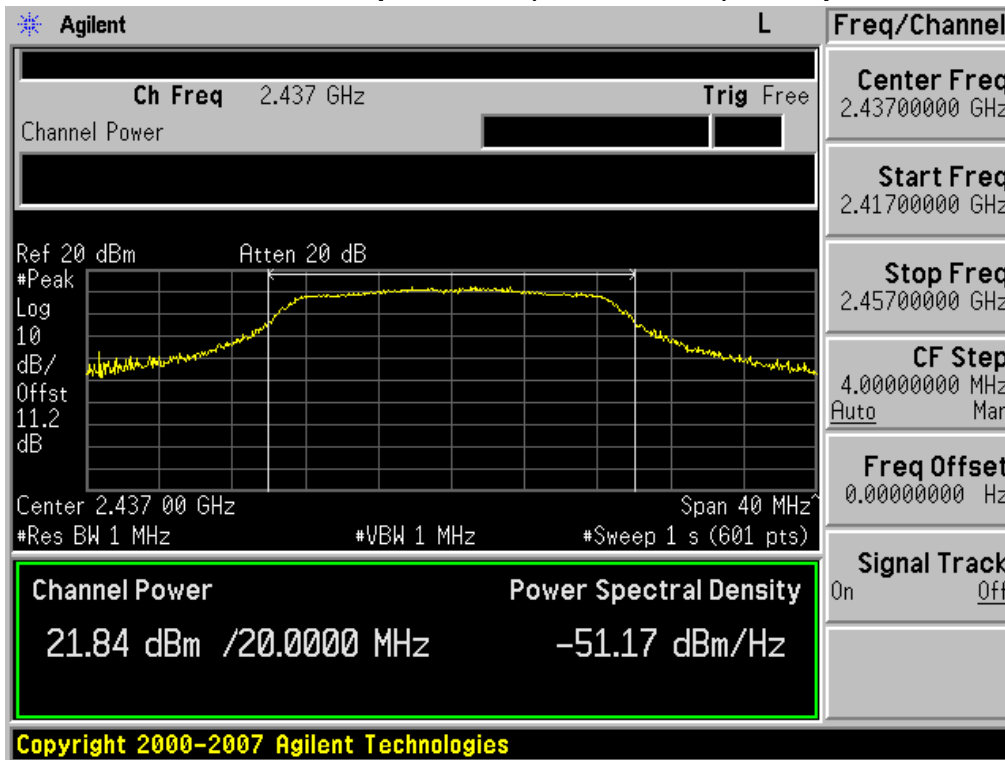 Agilent L Freq/Channel
Ch Freq 2.437 GHz Trig Free
Channel Power
Center Freq
2.43700000 GHz
Start Freq
2.41700000 GHz
Stop Freq
2.45700000 GHz
CF Step
4.00000000 MHz
Auto Man
Freq Offset
0.00000000 Hz
Signal Track
On Off
Ref 20 dBm Atten 20 dB
#Peak
Log
10
dB/
Offst
11.2
dB
Center 2.437 00 GHz Span 40 MHz^
#Res BW 1 MHz #VBW 1 MHz #Sweep 1 s (601 pts)
Channel Power Power Spectral Density
21.84 dBm /20.0000 MHz -51.17 dBm/Hz
Copyright 2000-2007 Agilent Technologies